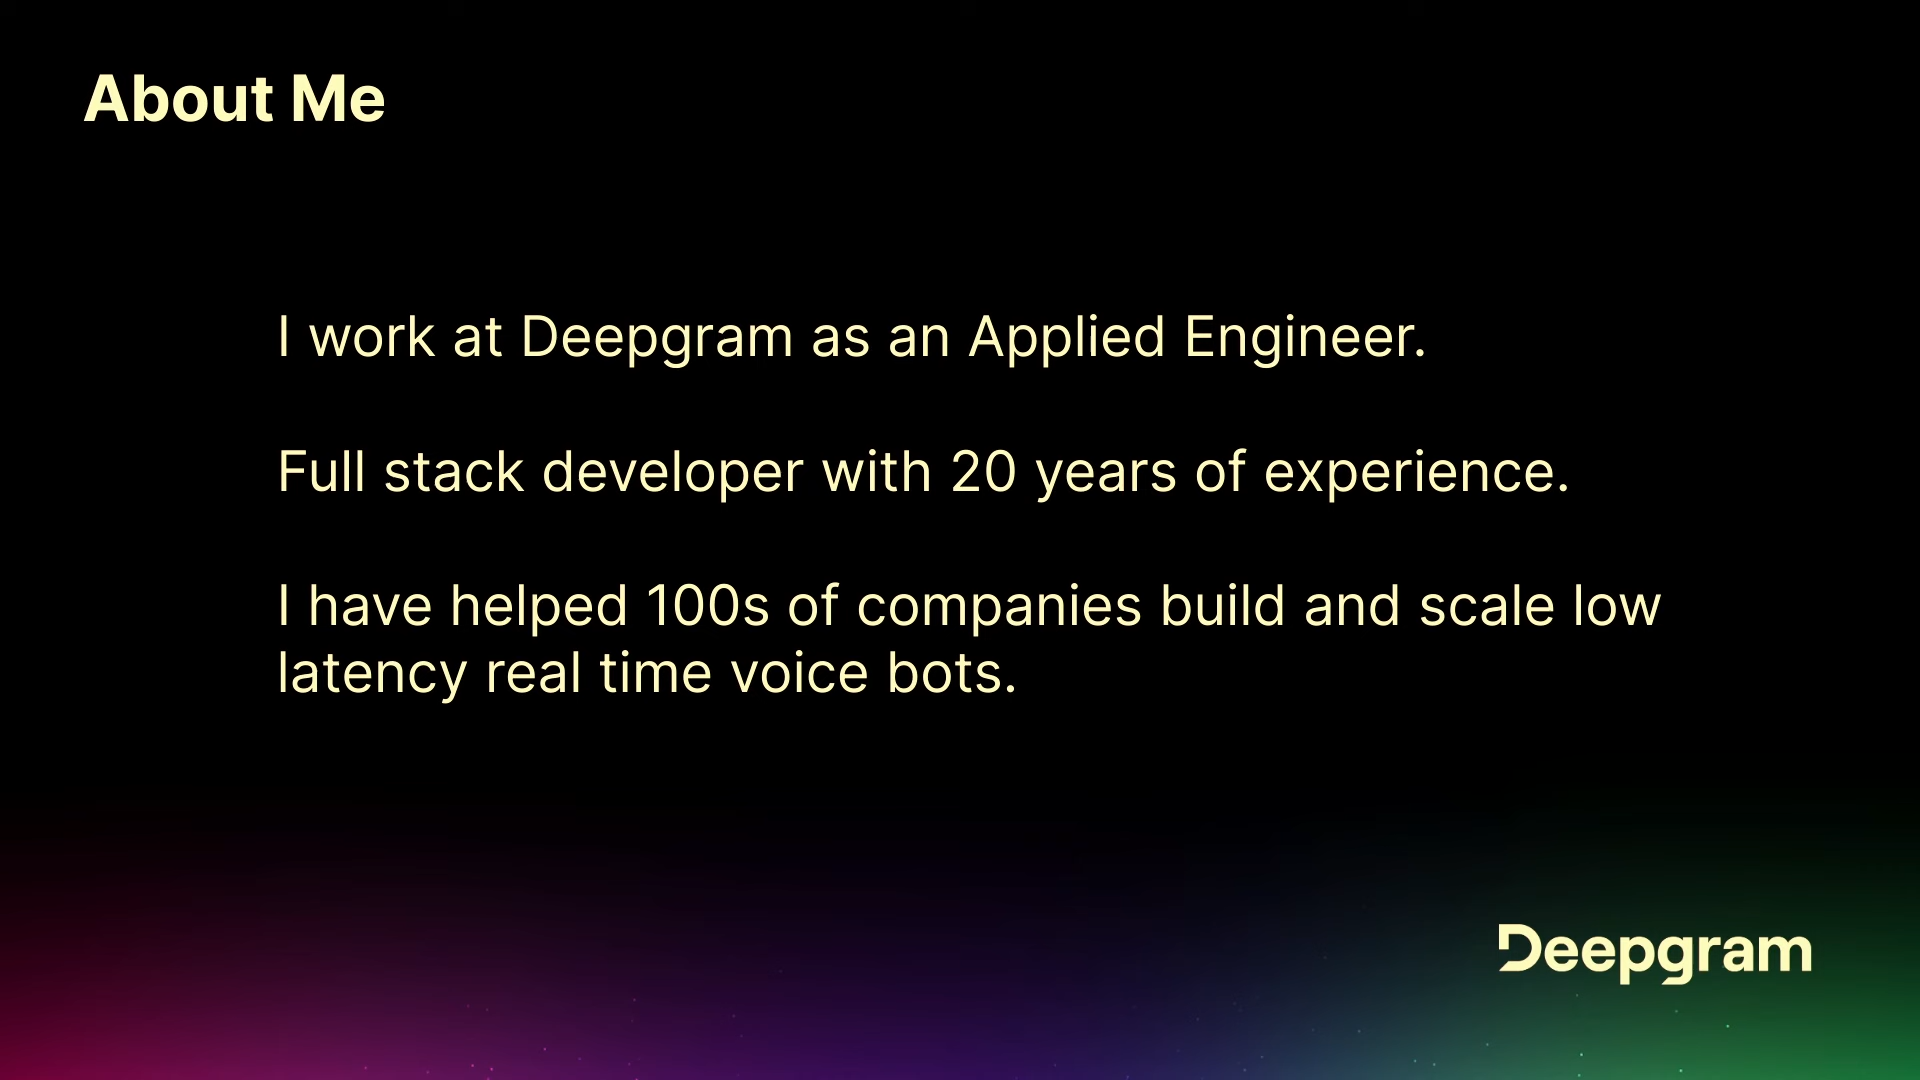 About Me
I work at Deepgram as an Applied Engineer.
Full stack developer with 20 years of experience.
I have helped 100s of companies build and scale low
latency real time voice bots.
Deepgram